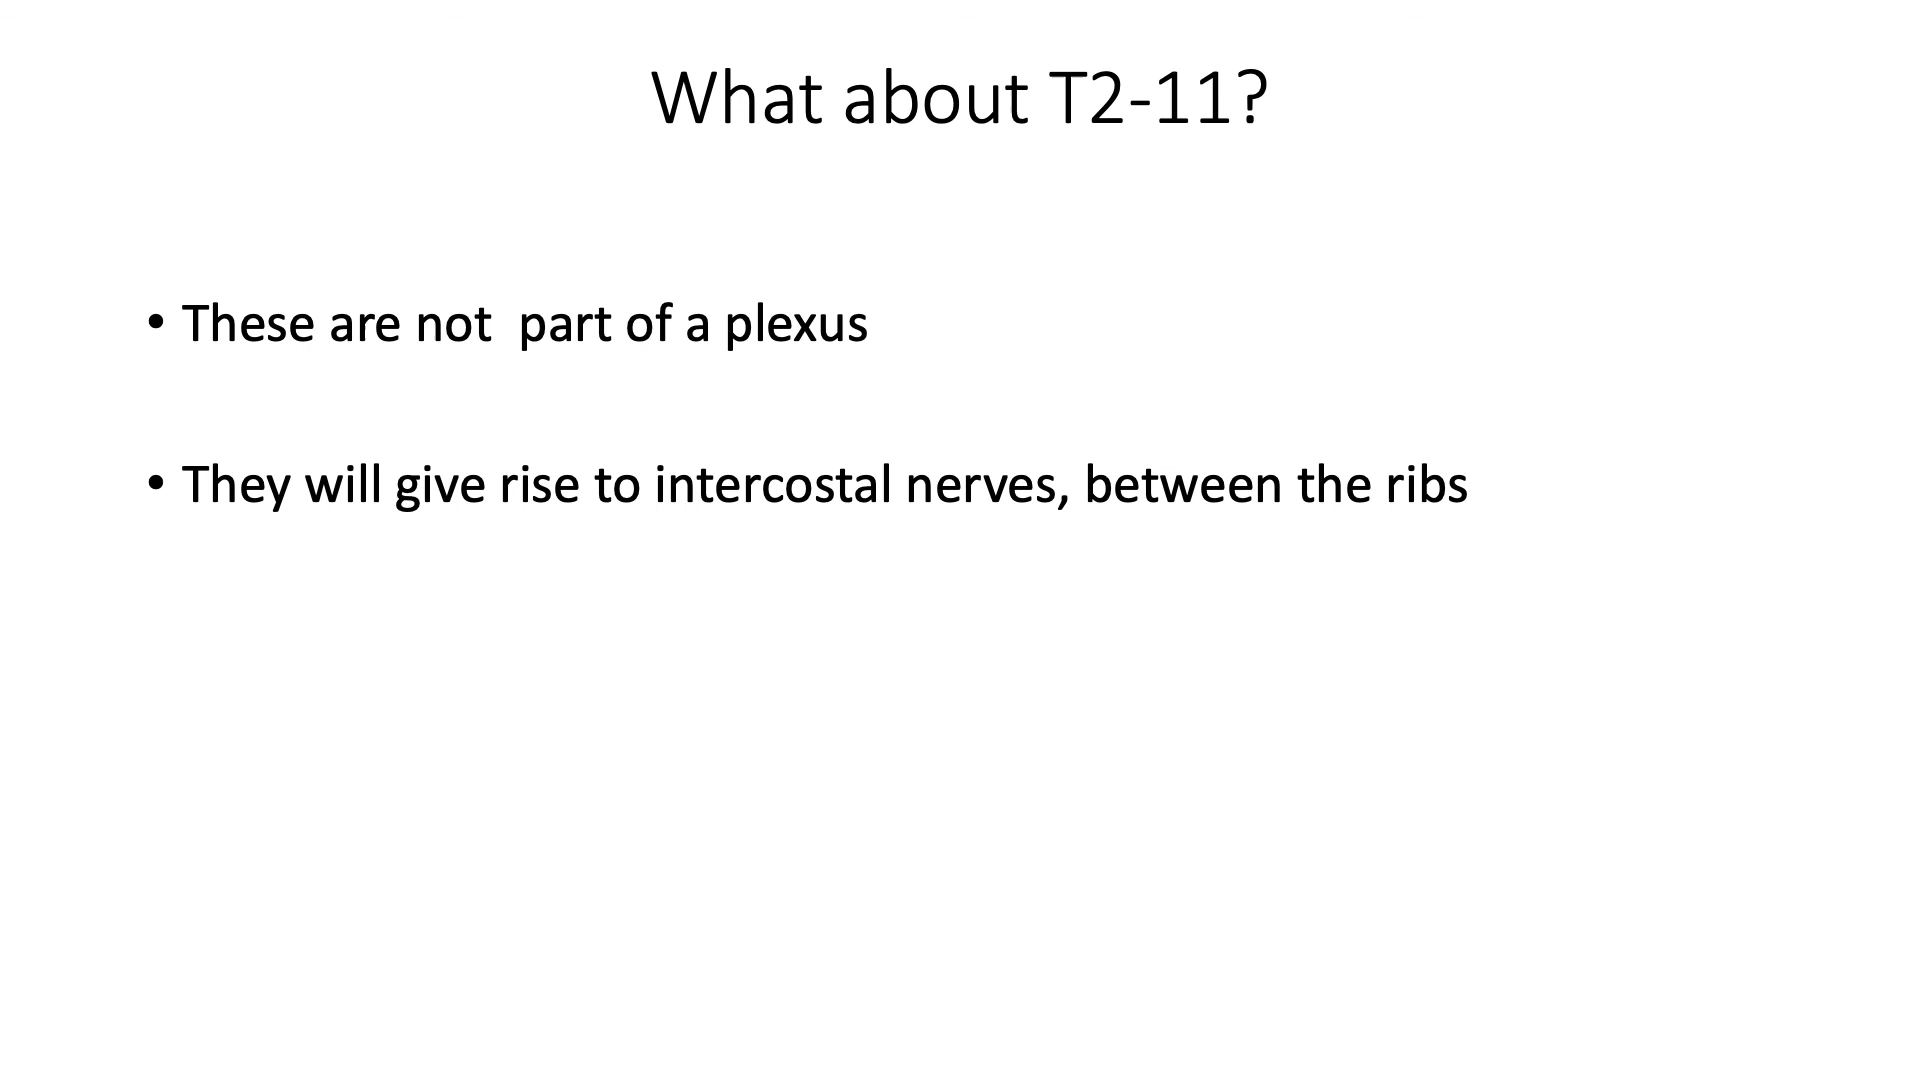 What about T2-11?
• These are not  part of a plexus
• They will give rise to intercostal nerves, between the ribs